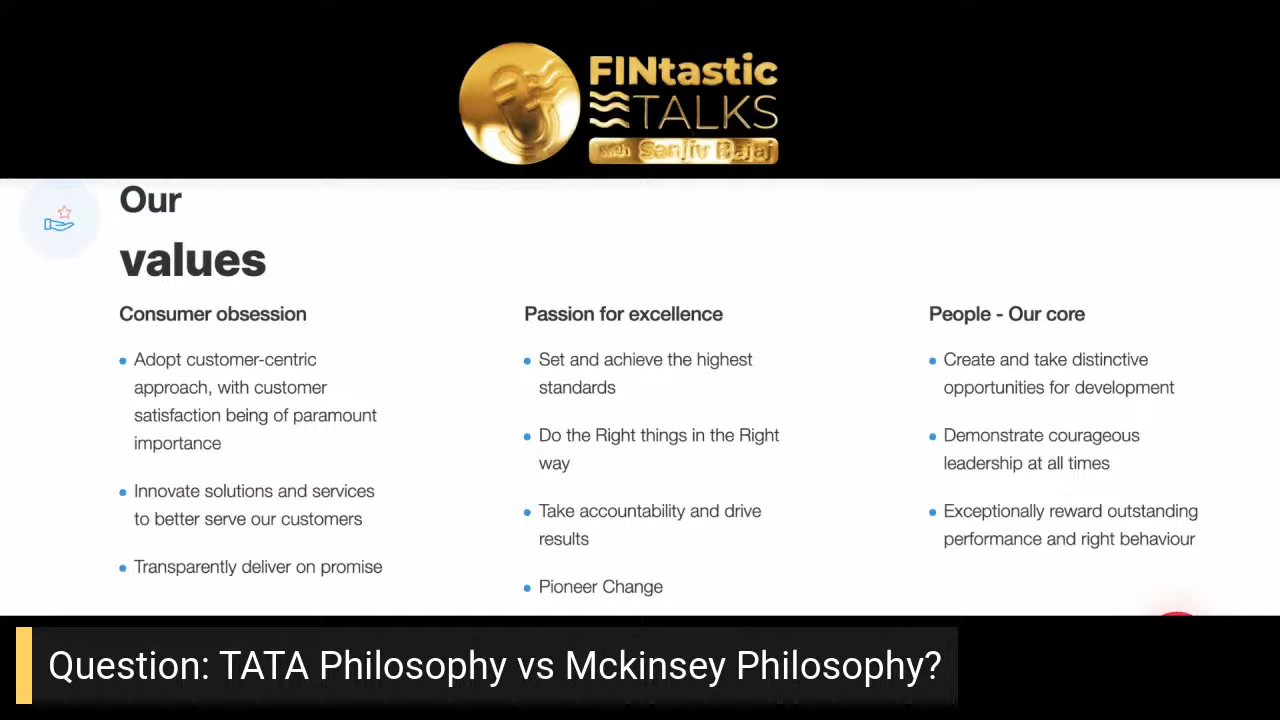 FINtastic
TALKS
with Sanjiv Bajaj
Our
values
Consumer obsession
Adopt customer-centric
approach, with customer
satisfaction being of paramount
importance
Innovate solutions and services
to better serve our customers
Transparently deliver on promise
Passion for excellence
Set and achieve the highest
standards
Do the Right things in the Right
way
Take accountability and drive
results
Pioneer Change
People - Our core
Create and take distinctive
opportunities for development
Demonstrate courageous
leadership at all times
Exceptionally reward outstanding
performance and right behaviour
Question: TATA Philosophy vs Mckinsey Philosophy?